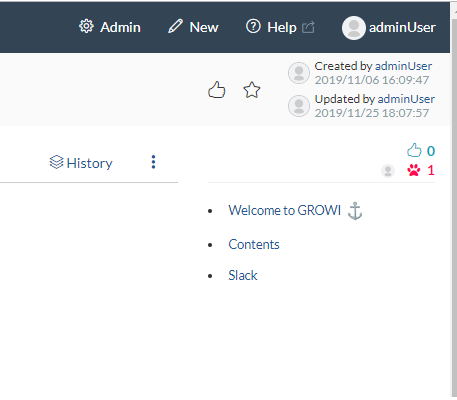 Admin New Help adminUser
Created by adminUser
2019/11/06 16:09:47
Updated by adminUser
2019/11/25 18:07:57
History
0
1
Welcome to GROWI
Contents
Slack